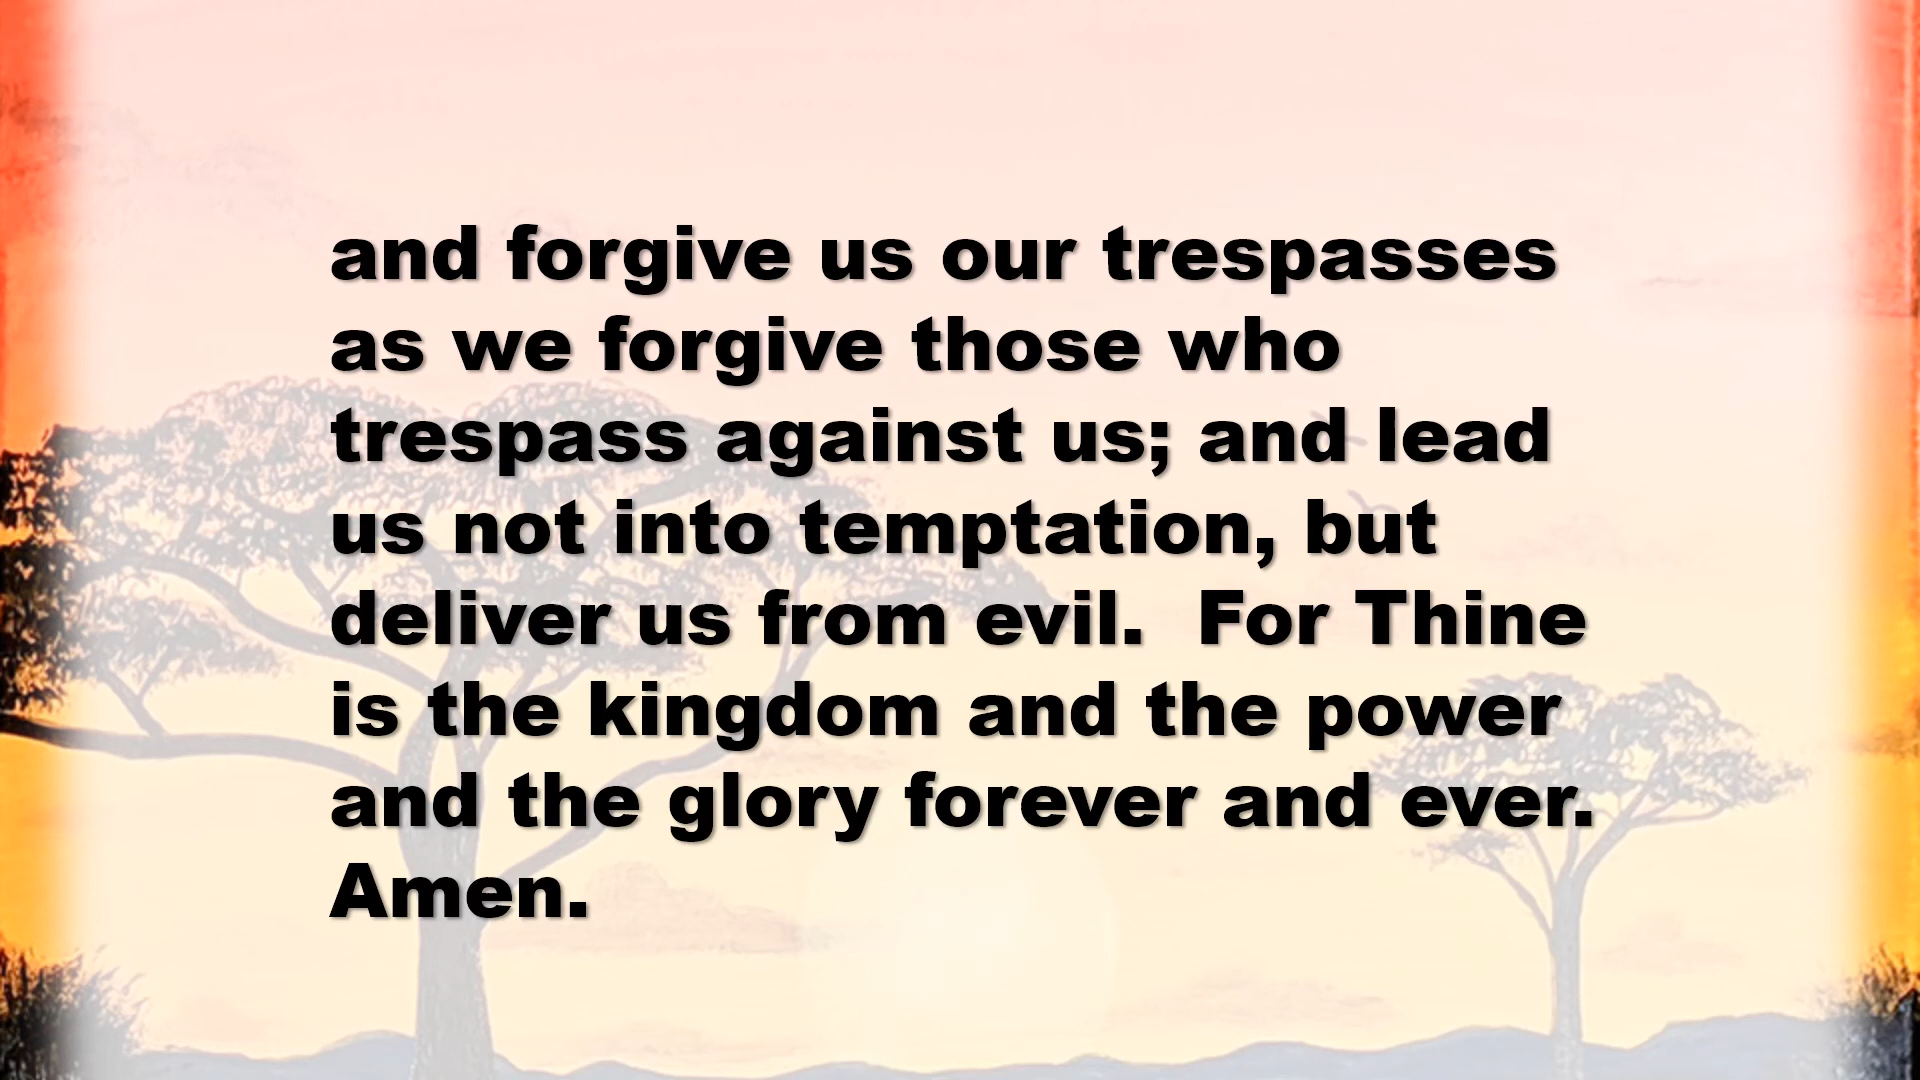 and forgive us our trespasses
as we forgive those who
trespass against us; and lead
us not into temptation, but
deliver us from evil.  For Thine
is the kingdom and the power
and the glory forever and ever.
Amen.